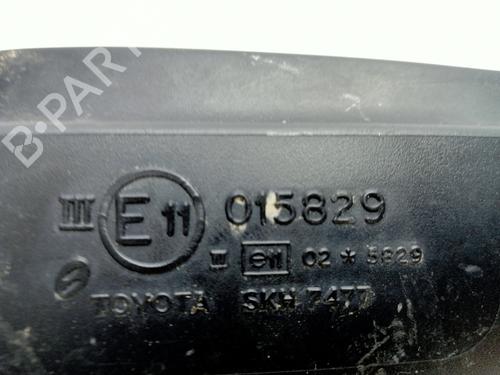 B-PARTS
III E11 015829
II e11 02 * 5829
TOYOTA SKH 7477